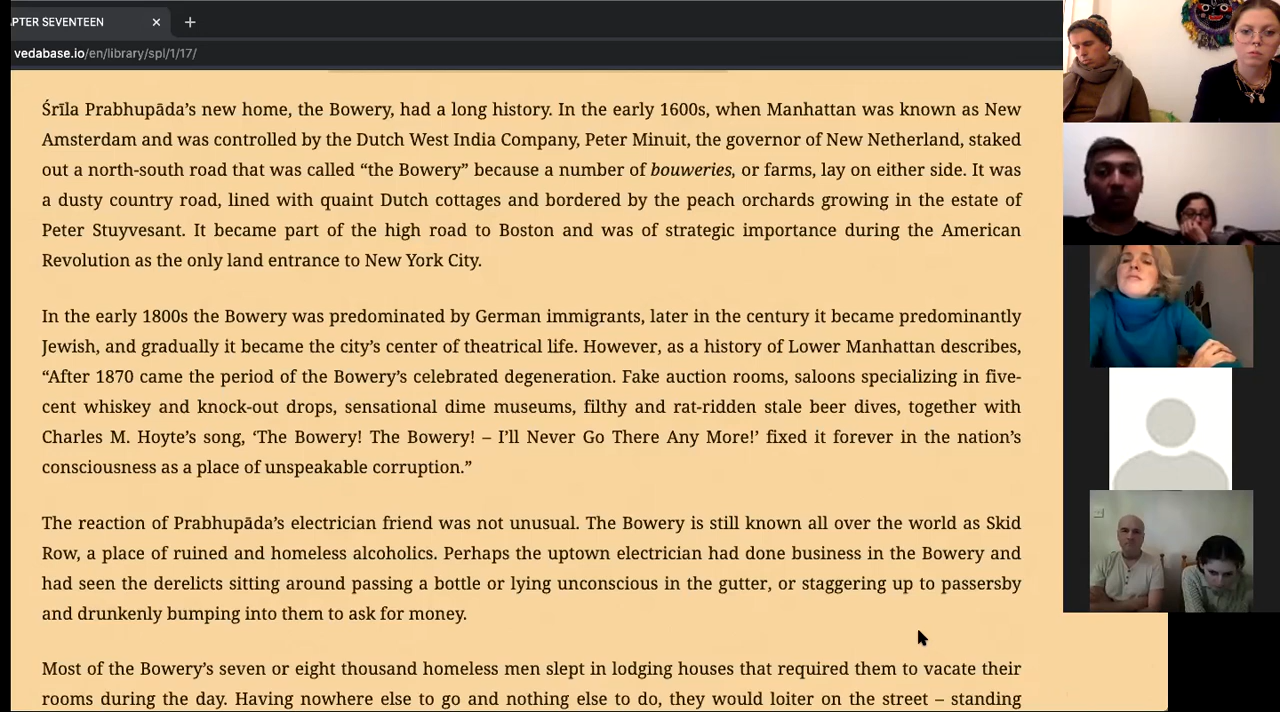 APTER SEVENTEEN
vedabase.io/en/library/spl/1/17/
Śrīla Prabhupāda’s new home, the Bowery, had a long history. In the early 1600s, when Manhattan was known as New
Amsterdam and was controlled by the Dutch West India Company, Peter Minuit, the governor of New Netherland, staked
out a north-south road that was called “the Bowery” because a number of bouweries, or farms, lay on either side. It was
a dusty country road, lined with quaint Dutch cottages and bordered by the peach orchards growing in the estate of
Peter Stuyvesant. It became part of the high road to Boston and was of strategic importance during the American
Revolution as the only land entrance to New York City.
In the early 1800s the Bowery was predominated by German immigrants, later in the century it became predominantly
Jewish, and gradually it became the city’s center of theatrical life. However, as a history of Lower Manhattan describes,
“After 1870 came the period of the Bowery’s celebrated degeneration. Fake auction rooms, saloons specializing in five-
cent whiskey and knock-out drops, sensational dime museums, filthy and rat-ridden stale beer dives, together with
Charles M. Hoyte’s song, ‘The Bowery! The Bowery! – I’ll Never Go There Any More!’ fixed it forever in the nation’s
consciousness as a place of unspeakable corruption.”
The reaction of Prabhupāda’s electrician friend was not unusual. The Bowery is still known all over the world as Skid
Row, a place of ruined and homeless alcoholics. Perhaps the uptown electrician had done business in the Bowery and
had seen the derelicts sitting around passing a bottle or lying unconscious in the gutter, or staggering up to passersby
and drunkenly bumping into them to ask for money.
Most of the Bowery’s seven or eight thousand homeless men slept in lodging houses that required them to vacate their
rooms during the day. Having nowhere else to go and nothing else to do, they would loiter on the street – standing